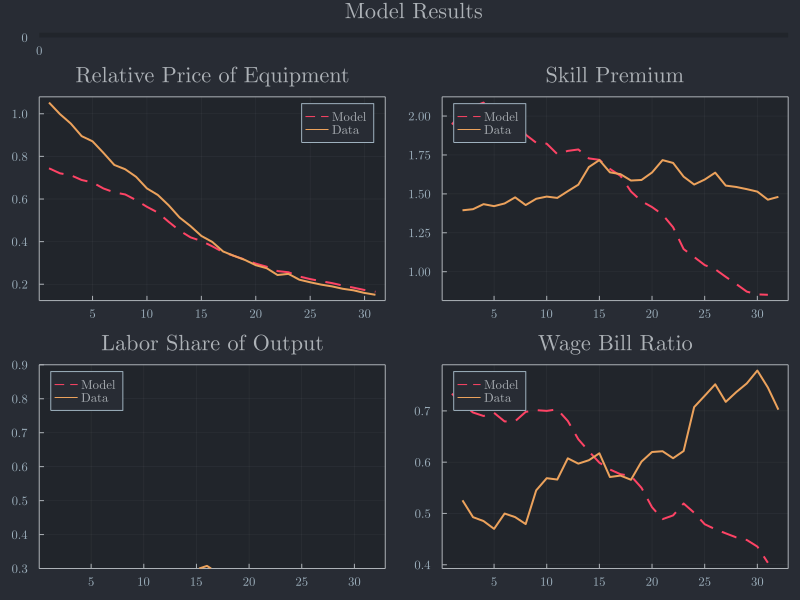 Model Results
0
0
Relative Price of Equipment
Model
Data
1.0
0.8
0.6
0.4
0.2
5 10 15 20 25 30
Skill Premium
Model
Data
2.00
1.75
1.50
1.25
1.00
5 10 15 20 25 30
Labor Share of Output
Model
Data
0.9
0.8
0.7
0.6
0.5
0.4
0.3
5 10 15 20 25 30
Wage Bill Ratio
Model
Data
0.7
0.6
0.5
0.4
5 10 15 20 25 30